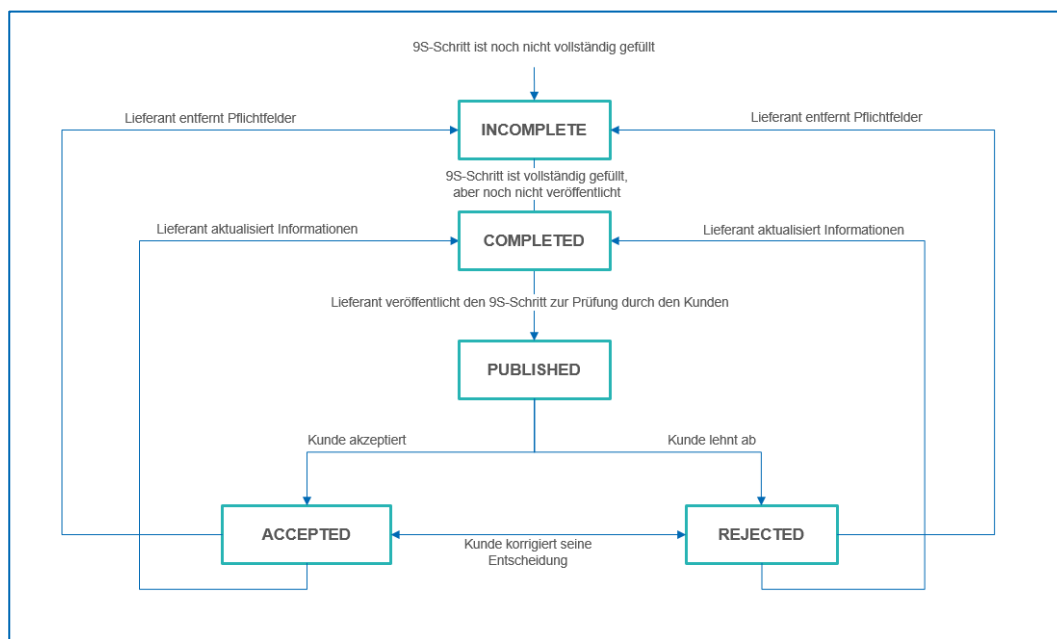 9S-Schritt ist noch nicht vollständig gefüllt
Lieferant entfernt Pflichtfelder
Lieferant entfernt Pflichtfelder
INCOMPLETE
9S-Schritt ist vollständig gefüllt,
aber noch nicht veröffentlicht
Lieferant aktualisiert Informationen
Lieferant aktualisiert Informationen
COMPLETED
Lieferant veröffentlicht den 9S-Schritt zur Prüfung durch den Kunden
PUBLISHED
Kunde akzeptiert
Kunde lehnt ab
ACCEPTED
REJECTED
Kunde korrigiert seine
Entscheidung